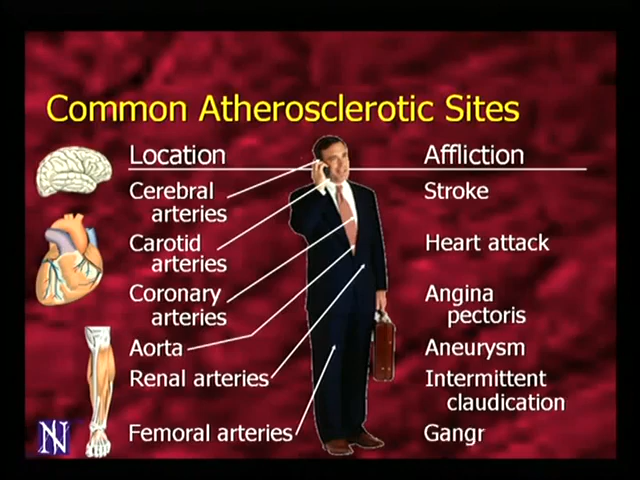 Common Atherosclerotic Sites
Location
Affliction
Cerebral
arteries
Stroke
Carotid
arteries
Heart attack
Coronary
arteries
Angina
pectoris
Aorta
Aneurysm
Renal arteries
Intermittent
claudication
Femoral arteries
Gangr
N